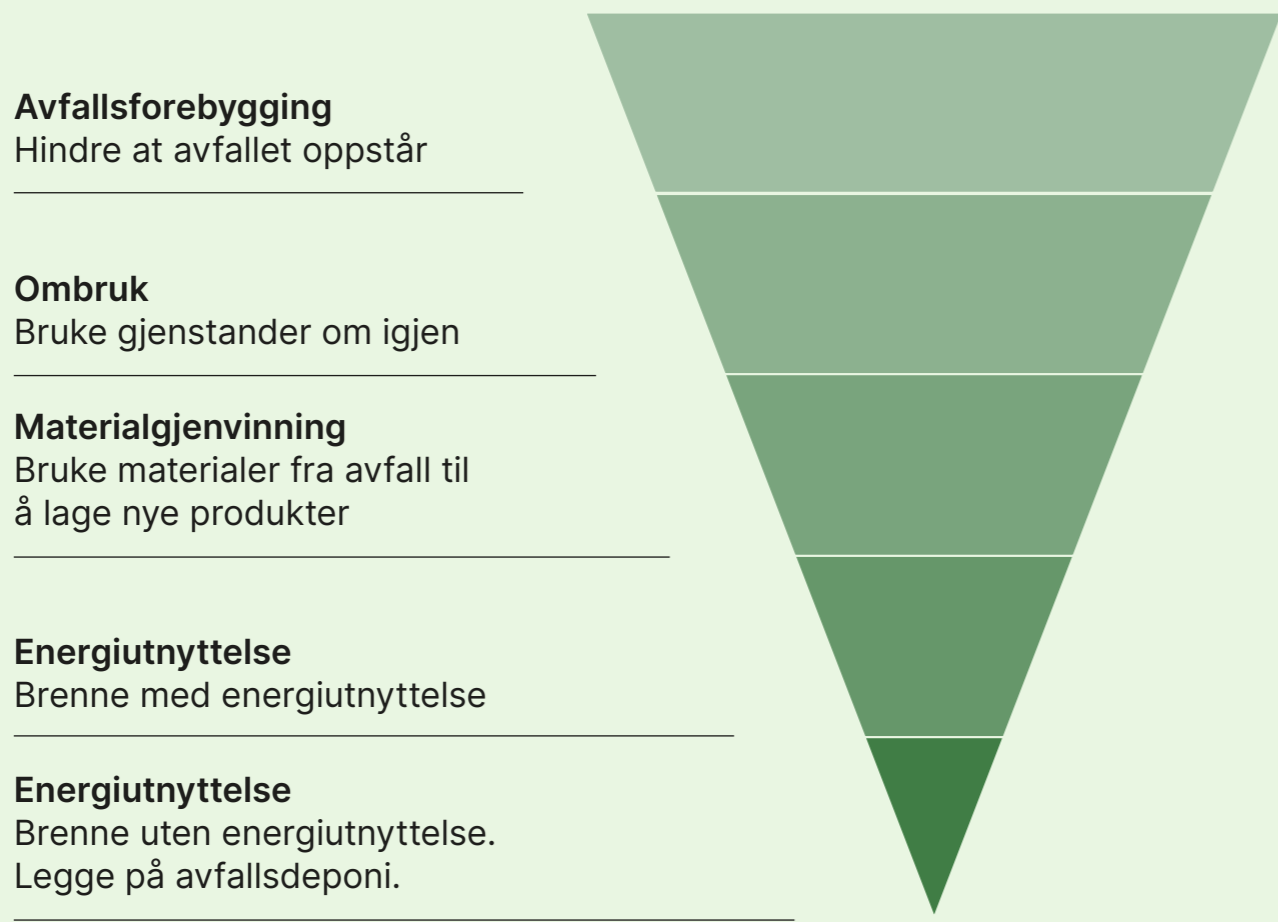 Avfallsforebygging
Hindre at avfallet oppstår
Ombruk
Bruke gjenstander om igjen
Materialgjenvinning
Bruke materialer fra avfall til
å lage nye produkter
Energiutnyttelse
Brenne med energiutnyttelse
Energiutnyttelse
Brenne uten energiutnyttelse.
Legge på avfallsdeponi.